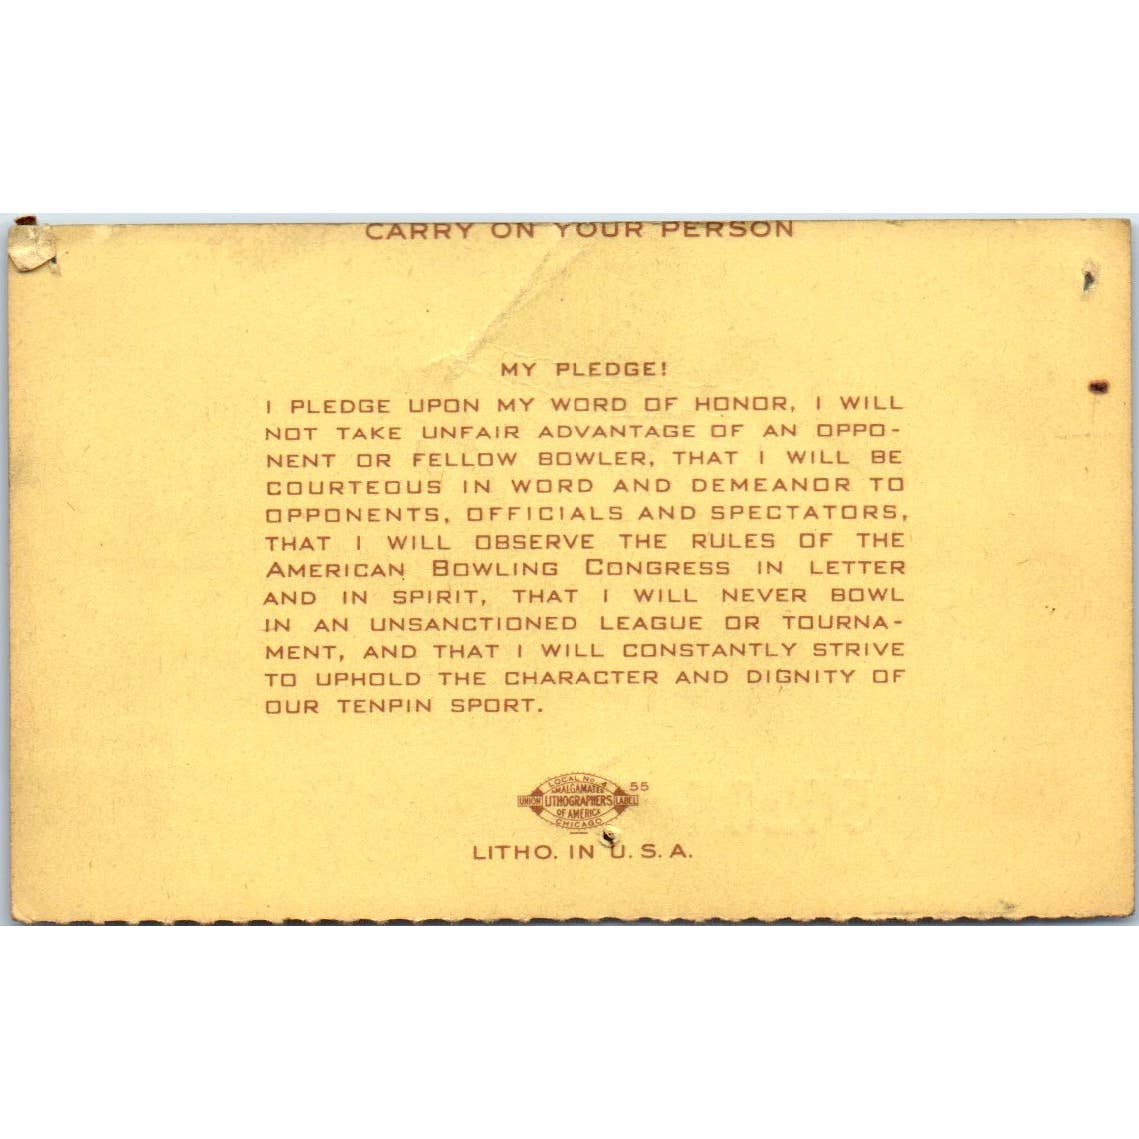 CARRY ON YOUR PERSON
MY PLEDGE!
I PLEDGE UPON MY WORD OF HONOR, I WILL
NOT TAKE UNFAIR ADVANTAGE OF AN OPPO-
NENT OR FELLOW BOWLER, THAT I WILL BE
COURTEOUS IN WORD AND DEMEANOR TO
OPPONENTS, OFFICIALS AND SPECTATORS,
THAT I WILL OBSERVE THE RULES OF THE
AMERICAN BOWLING CONGRESS IN LETTER
AND IN SPIRIT, THAT I WILL NEVER BOWL
IN AN UNSANCTIONED LEAGUE OR TOURNA-
MENT, AND THAT I WILL CONSTANTLY STRIVE
TO UPHOLD THE CHARACTER AND DIGNITY OF
OUR TENPIN SPORT.
LOCAL NO. 4
AMALGAMATED
UNION LITHOGRAPHERS LABEL
OF AMERICA
CHICAGO
55
LITHO. IN U.S.A.